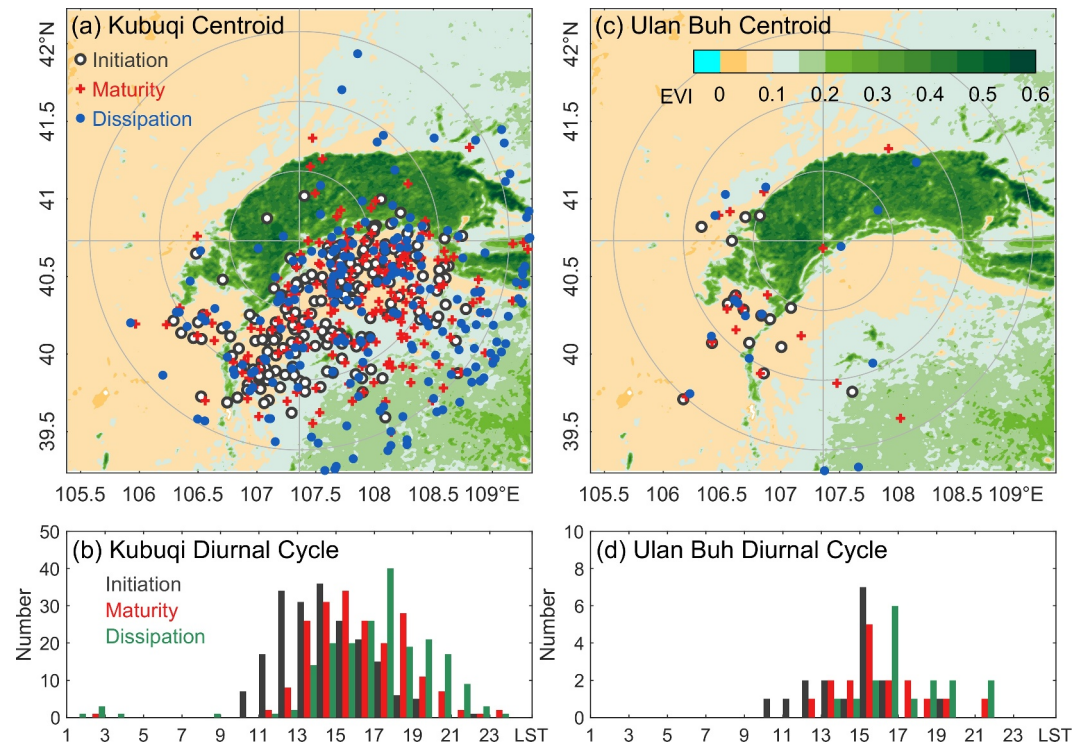 (a) Kubuqi Centroid
Initiation
Maturity
Dissipation
42°N
41.5
41
40.5
40
39.5
105.5 106 106.5 107 107.5 108 108.5 109°E
(c) Ulan Buh Centroid
EVI 0 0.1 0.2 0.3 0.4 0.5 0.6
42°N
41.5
41
40.5
40
39.5
105.5 106 106.5 107 107.5 108 108.5 109°E
(b) Kubuqi Diurnal Cycle
Initiation
Maturity
Dissipation
Number
50
40
30
20
10
0
1 3 5 7 9 11 13 15 17 19 21 23 LST
(d) Ulan Buh Diurnal Cycle
Number
10
8
6
4
2
0
1 3 5 7 9 11 13 15 17 19 21 23 LST